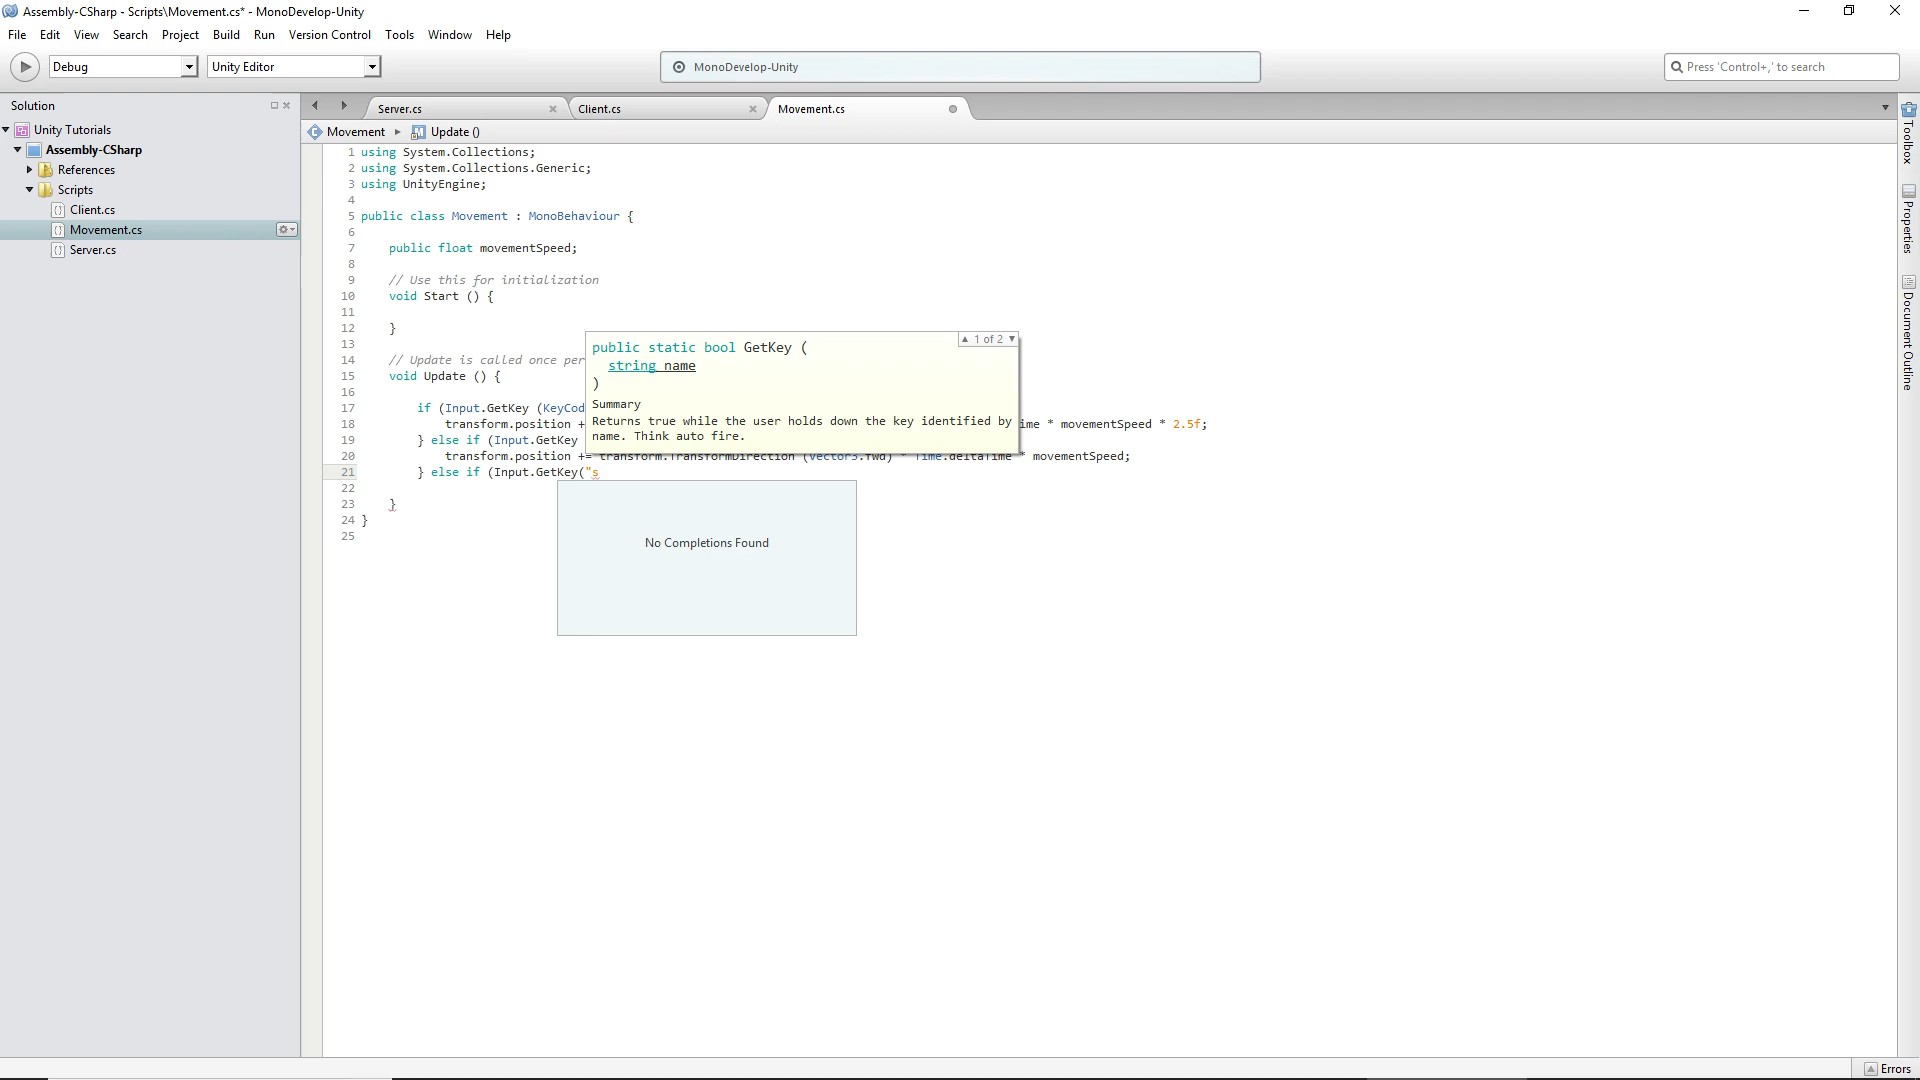 Assembly-CSharp - Scripts\Movement.cs* - MonoDevelop-Unity
File Edit View Search Project Build Run Version Control Tools Window Help
Debug Unity Editor MonoDevelop-Unity Press 'Control+,' to search
Solution
Unity Tutorials
Assembly-CSharp
References
Scripts
Client.cs
Movement.cs
Server.cs
Server.cs Client.cs Movement.cs
Movement Update ()
1 using System.Collections;
2 using System.Collections.Generic;
3 using UnityEngine;
4
5 public class Movement : MonoBehaviour {
6
7 public float movementSpeed;
8
9 // Use this for initialization
10 void Start () {
11
12 }
13
14 // Update is called once per
15 void Update () {
16
17 if (Input.GetKey (KeyCod
18 transform.position + ime * movementSpeed * 2.5f;
19 } else if (Input.GetKey
20 transform.position += transform.TransformDirection (Vector3.fwd) * Time.deltaTime * movementSpeed;
21 } else if (Input.GetKey("s
22
23 }
24 }
25
1 of 2
public static bool GetKey (
string name
)
Summary
Returns true while the user holds down the key identified by
name. Think auto fire.
No Completions Found
Toolbox
Properties
Document Outline
Errors